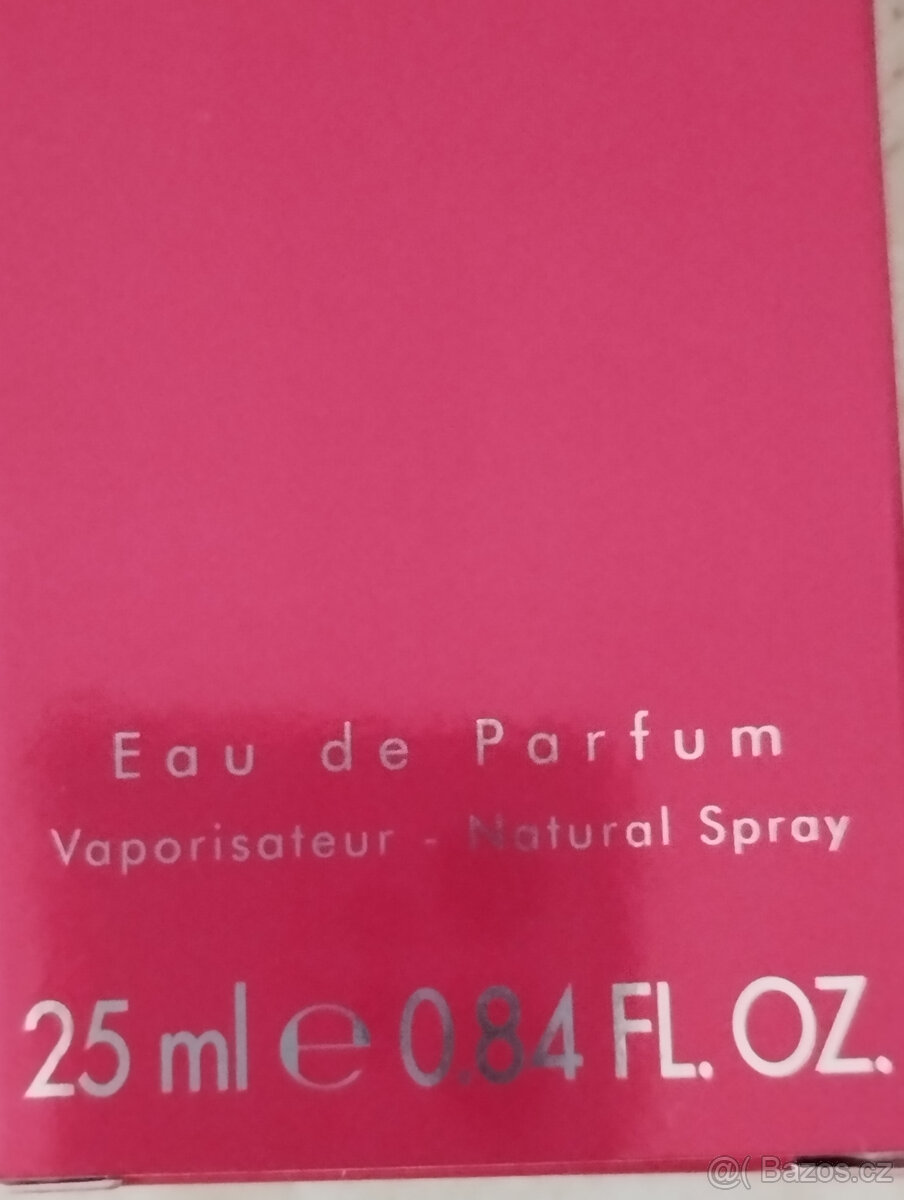 Eau de Parfum
Vaporisateur - Natural Spray
25 ml ℮ 0.84 FL. OZ.
@( Bazos.cz